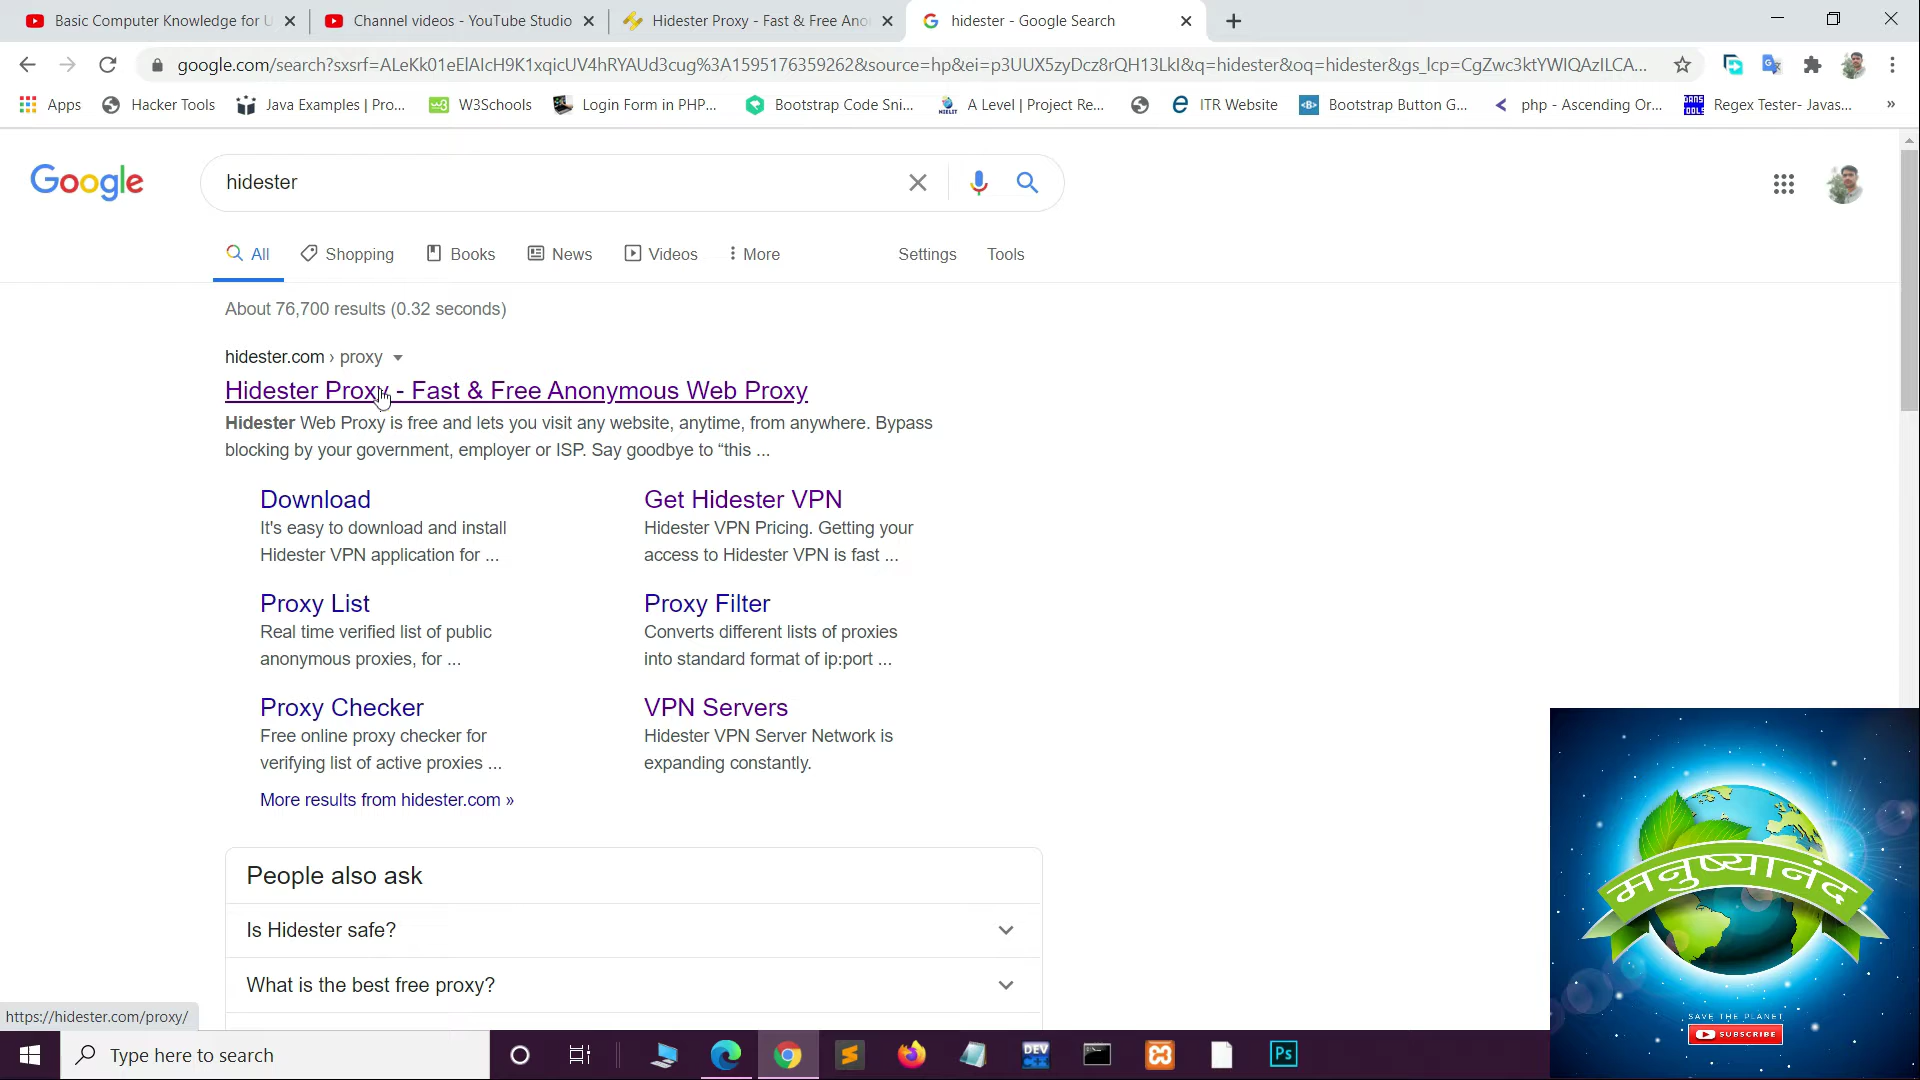 Basic Computer Knowledge for U
Channel videos - YouTube Studio
Hidester Proxy - Fast & Free Ano
hidester - Google Search
google.com/search?sxsrf=ALeKk01eElAIcH9K1xqicUV4hRYAUd3cug%3A1595176359262&source=hp&ei=p3UUX5zyDcz8rQH13LkI&q=hidester&oq=hidester&gs_lcp=CgZwc3ktYWIQAzILCA...
Apps
Hacker Tools
Java Examples | Pro...
W3Schools
Login Form in PHP...
Bootstrap Code Sni...
A Level | Project Re...
ITR Website
Bootstrap Button G...
php - Ascending Or...
Regex Tester- Javas...
»
Google
hidester
All
Shopping
Books
News
Videos
More
Settings
Tools
About 76,700 results (0.32 seconds)
hidester.com › proxy
Hidester Proxy - Fast & Free Anonymous Web Proxy
Hidester Web Proxy is free and lets you visit any website, anytime, from anywhere. Bypass
blocking by your government, employer or ISP. Say goodbye to “this ...
Download
It's easy to download and install
Hidester VPN application for ...
Get Hidester VPN
Hidester VPN Pricing. Getting your
access to Hidester VPN is fast ...
Proxy List
Real time verified list of public
anonymous proxies, for ...
Proxy Filter
Converts different lists of proxies
into standard format of ip:port ...
Proxy Checker
Free online proxy checker for
verifying list of active proxies ...
VPN Servers
Hidester VPN Server Network is
expanding constantly.
More results from hidester.com »
People also ask
Is Hidester safe?
What is the best free proxy?
मनुष्यानंद
SAVE THE PLANET
SUBSCRIBE
https://hidester.com/proxy/
Type here to search
DEV
Ps